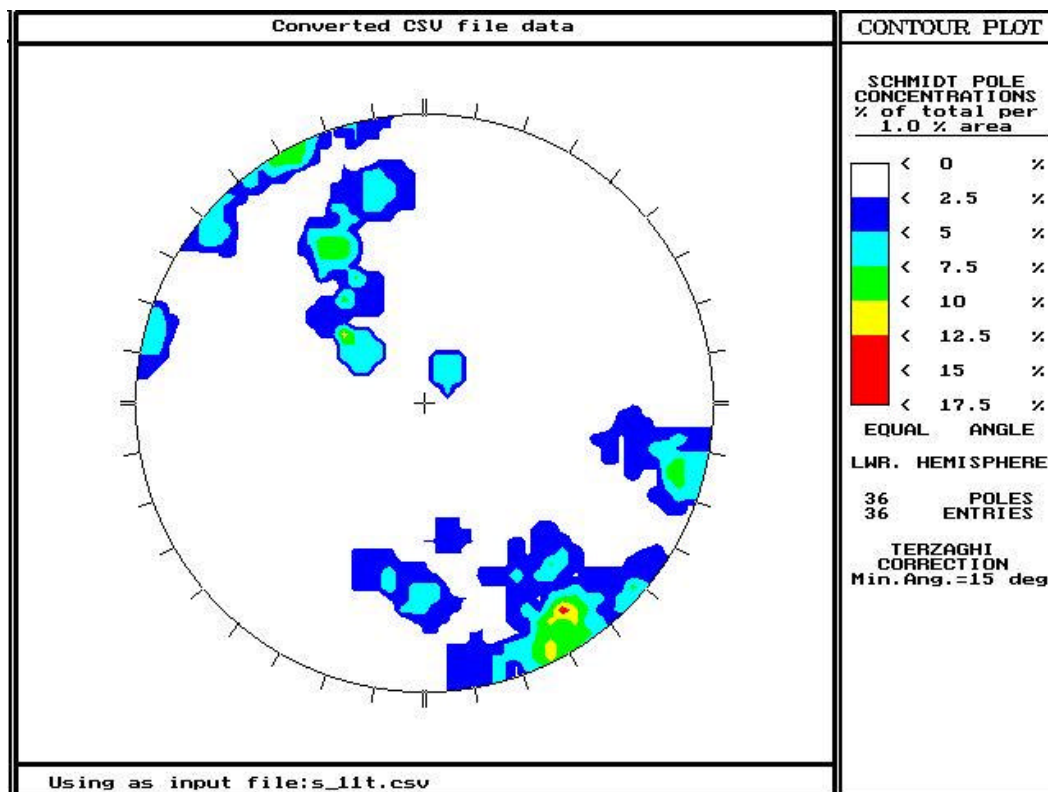 Converted CSV file data
CONTOUR PLOT
SCHMIDT POLE
CONCENTRATIONS
% of total per
1.0 % area
< 0 %
< 2.5 %
< 5 %
< 7.5 %
< 10 %
< 12.5 %
< 15 %
< 17.5 %
EQUAL ANGLE
LWR. HEMISPHERE
36 POLES
36 ENTRIES
TERZAGHI
CORRECTION
Min.Ang.=15 deg
Using as input file:s_11t.csv